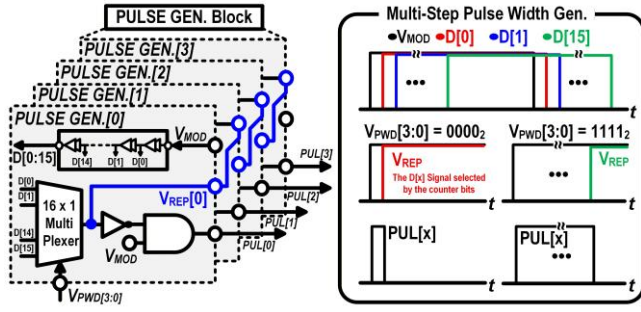 PULSE GEN. Block
PULSE GEN.[3]
PULSE GEN.[2]
PULSE GEN.[1]
PULSE GEN.[0]
D[0:15]
D[14]
D[1]
D[0]
VMOD
D[0]
D[1]
D[14]
D[15]
16 x 1
Multi
Plexer
VREP[0]
VMOD
VPWD[3:0]
PUL[3]
PUL[2]
PUL[1]
PUL[0]
Multi-Step Pulse Width Gen.
VMOD D[0] D[1] D[15]
t
VPWD[3:0] = 0000₂
VREP
The D[x] Signal selected
by the counter bits
t
VPWD[3:0] = 1111₂
VREP
t
PUL[x]
t
PUL[x]
t